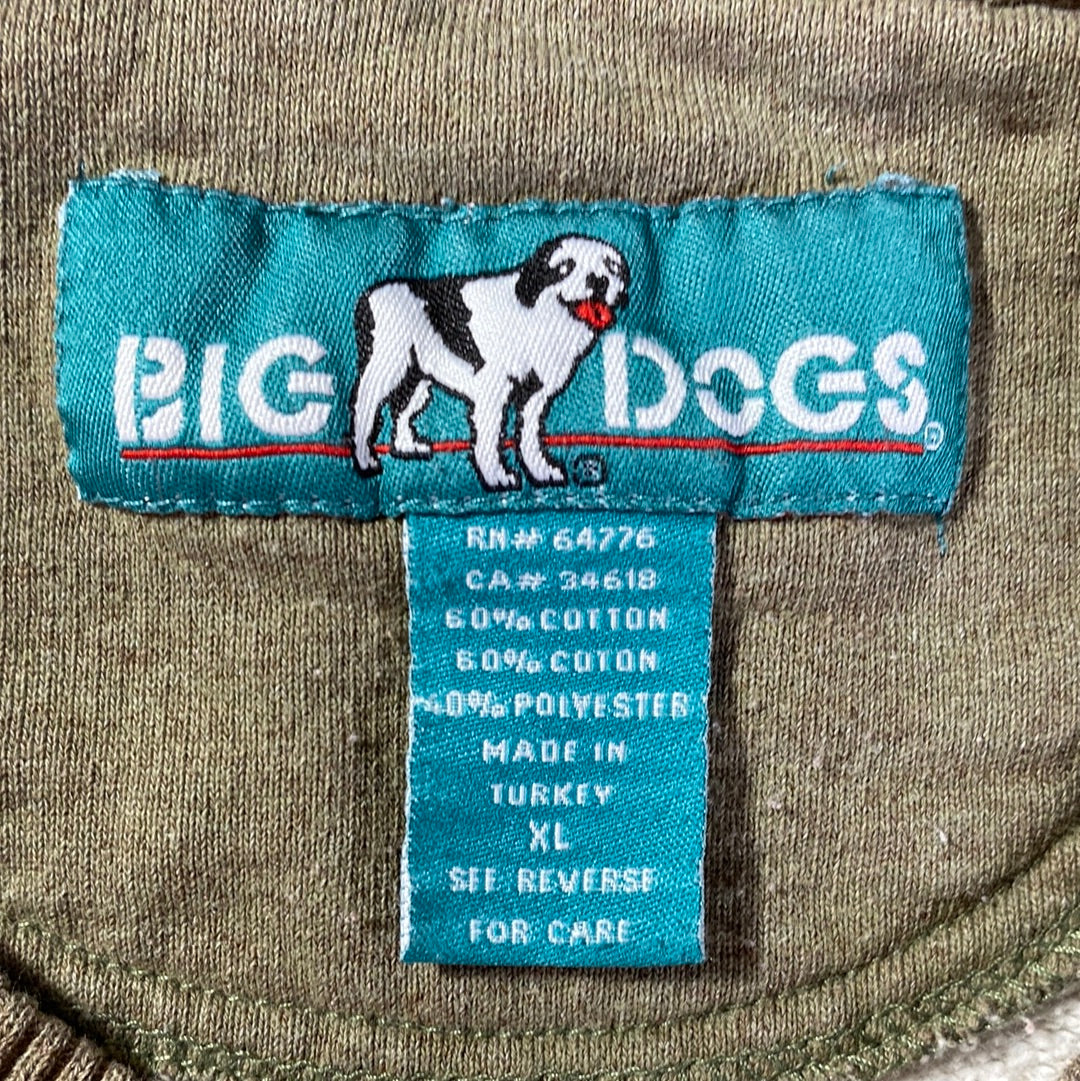 BIG DOGS®
®
RN# 64776
CA# 34618
60% COTTON
60% COTON
40% POLYESTER
MADE IN
TURKEY
XL
SEE REVERSE
FOR CARE